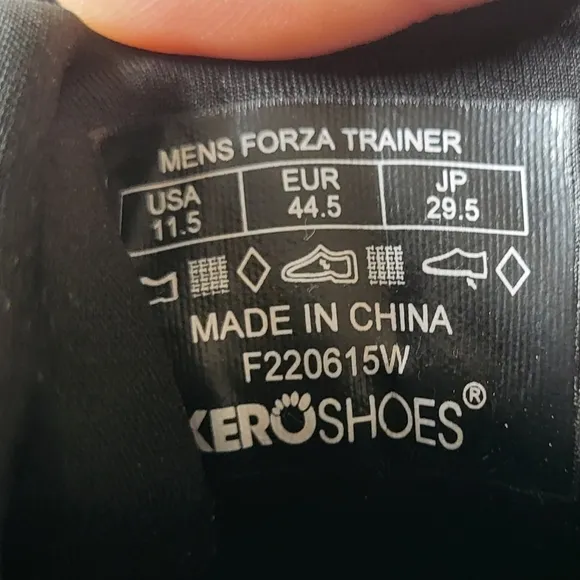 MENS FORZA TRAINER
USA EUR JP
11.5 44.5 29.5
MADE IN CHINA
F220615W
XEROSHOES®